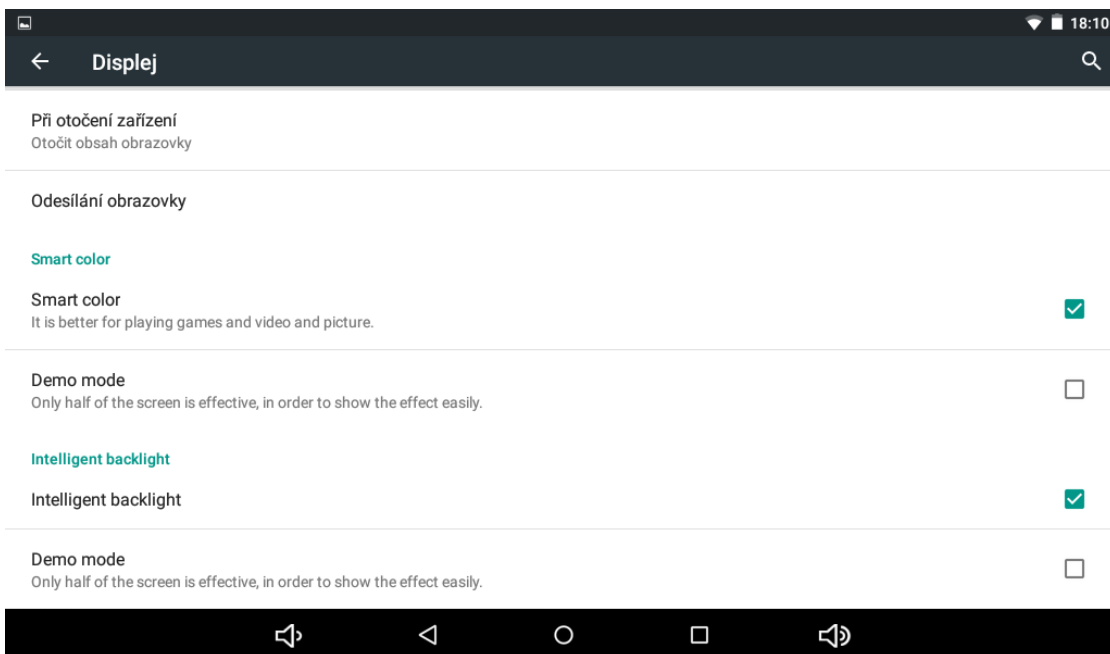 18:10
Displej
Při otočení zařízení
Otočit obsah obrazovky
Odesílání obrazovky
Smart color
Smart color
It is better for playing games and video and picture.
Demo mode
Only half of the screen is effective, in order to show the effect easily.
Intelligent backlight
Intelligent backlight
Demo mode
Only half of the screen is effective, in order to show the effect easily.